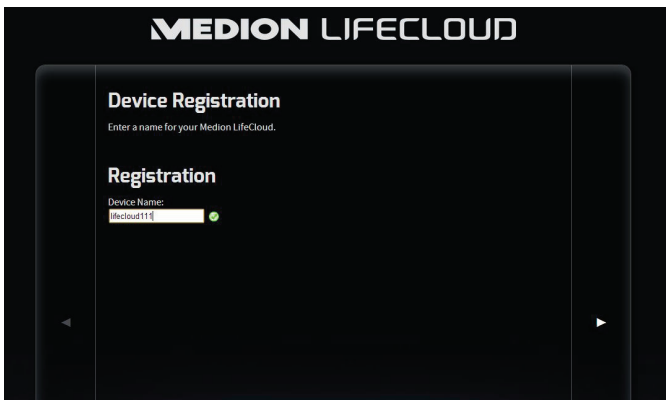 MEDION LIFECLOUD
Device Registration
Enter a name for your Medion LifeCloud.
Registration
Device Name:
lifecloud111